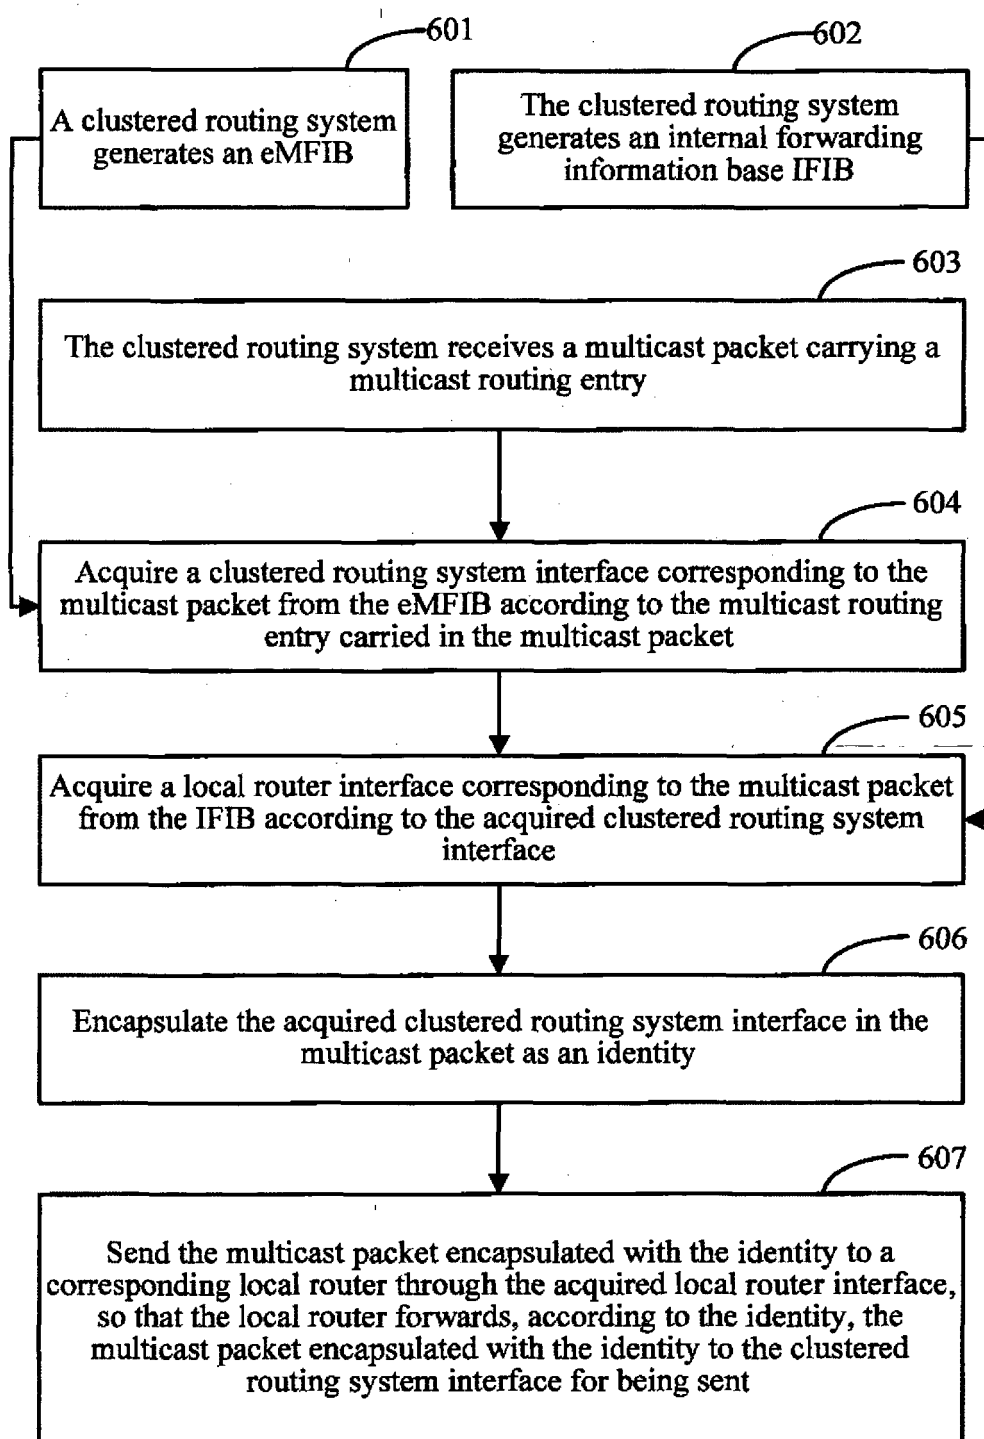 601
A clustered routing system
generates an eMFIB
602
The clustered routing system
generates an internal forwarding
information base IFIB
603
The clustered routing system receives a multicast packet carrying a
multicast routing entry
604
Acquire a clustered routing system interface corresponding to the
multicast packet from the eMFIB according to the multicast routing
entry carried in the multicast packet
605
Acquire a local router interface corresponding to the multicast packet
from the IFIB according to the acquired clustered routing system
interface
606
Encapsulate the acquired clustered routing system interface in the
multicast packet as an identity
607
Send the multicast packet encapsulated with the identity to a
corresponding local router through the acquired local router interface,
so that the local router forwards, according to the identity, the
multicast packet encapsulated with the identity to the clustered
routing system interface for being sent